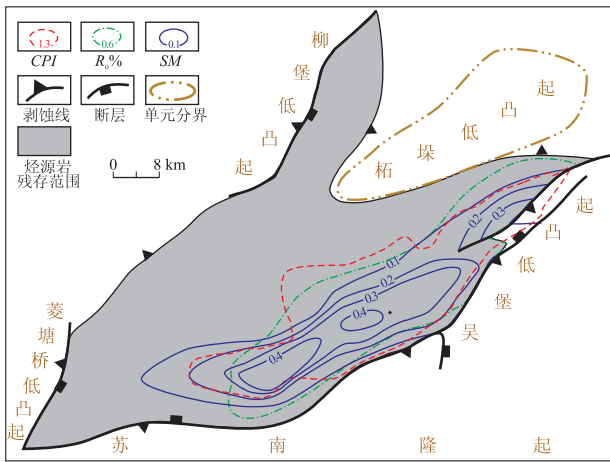 1.3
0.6
0.1
CPI
Ro%
SM
剥蚀线
断层
单元分界
烃源岩
残存范围
0 8 km
柳堡低凸起
柘垛低凸起
吴堡低凸起
菱塘桥低凸起
苏南隆起
0.1
0.2
0.3
0.4
0.4
0.2
0.3